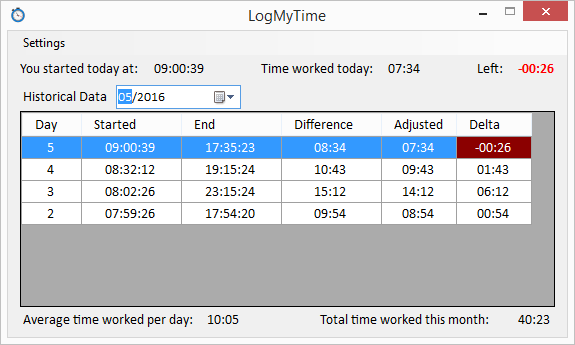 LogMyTime
Settings
You started today at: 09:00:39 Time worked today: 07:34 Left: -00:26
Historical Data 05/2016
Day Started End Difference Adjusted Delta
5 09:00:39 17:35:23 08:34 07:34 -00:26
4 08:32:12 19:15:24 10:43 09:43 01:43
3 08:02:26 23:15:24 15:12 14:12 06:12
2 07:59:26 17:54:20 09:54 08:54 00:54
Average time worked per day: 10:05 Total time worked this month: 40:23